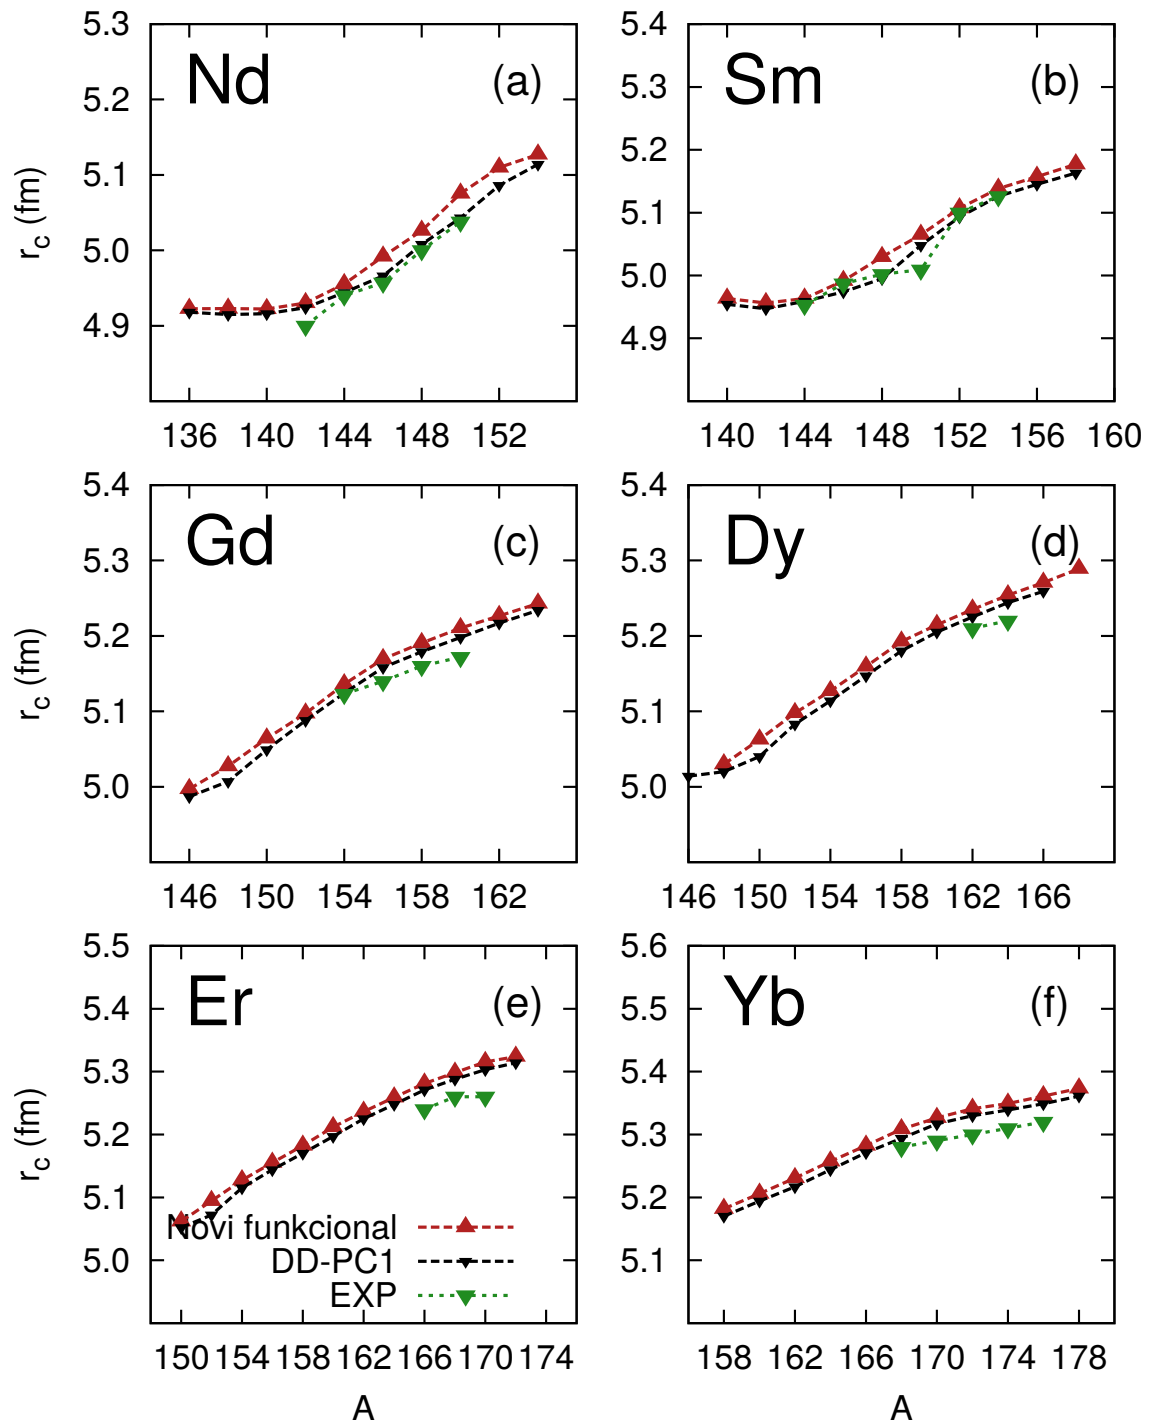 5.3
5.2
5.1
5.0
4.9
r_c (fm)
Nd
(a)
136 140 144 148 152
5.4
5.3
5.2
5.1
5.0
4.9
Sm
(b)
140 144 148 152 156 160
5.4
5.3
5.2
5.1
5.0
r_c (fm)
Gd
(c)
146 150 154 158 162
5.4
5.3
5.2
5.1
5.0
Dy
(d)
146 150 154 158 162 166
5.5
5.4
5.3
5.2
5.1
5.0
r_c (fm)
Er
(e)
Novi funkcional
DD-PC1
EXP
150 154 158 162 166 170 174
A
5.6
5.5
5.4
5.3
5.2
5.1
Yb
(f)
158 162 166 170 174 178
A